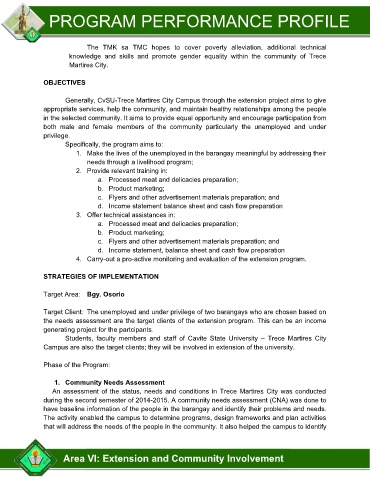 PROGRAM PERFORMANCE PROFILE
The TMK sa TMC hopes to cover poverty alleviation, additional technical
knowledge and skills and promote gender equality within the community of Trece
Martires City.
OBJECTIVES
Generally, CvSU-Trece Martires City Campus through the extension project aims to give
appropriate services, help the community, and maintain healthy relationships among the people
in the selected community. It aims to provide equal opportunity and encourage participation from
both male and female members of the community particularly the unemployed and under
privilege.
Specifically, the program aims to:
1. Make the lives of the unemployed in the barangay meaningful by addressing their
needs through a livelihood program;
2. Provide relevant training in:
a. Processed meat and delicacies preparation;
b. Product marketing;
c. Flyers and other advertisement materials preparation; and
d. Income statement balance sheet and cash flow preparation
3. Offer technical assistances in:
a. Processed meat and delicacies preparation;
b. Product marketing;
c. Flyers and other advertisement materials preparation; and
d. Income statement, balance sheet and cash flow preparation
4. Carry-out a pro-active monitoring and evaluation of the extension program.
STRATEGIES OF IMPLEMENTATION
Target Area: Bgy. Osorio
Target Client: The unemployed and under privilege of two barangays who are chosen based on
the needs assessment are the target clients of the extension program. This can be an income
generating project for the participants.
Students, faculty members and staff of Cavite State University – Trece Martires City
Campus are also the target clients; they will be involved in extension of the university.
Phase of the Program:
1. Community Needs Assessment
An assessment of the status, needs and conditions in Trece Martires City was conducted
during the second semester of 2014-2015. A community needs assessment (CNA) was done to
have baseline information of the people in the barangay and identify their problems and needs.
The activity enabled the campus to determine programs, design frameworks and plan activities
that will address the needs of the people in the community. It also helped the campus to identify
Area VI: Extension and Community Involvement